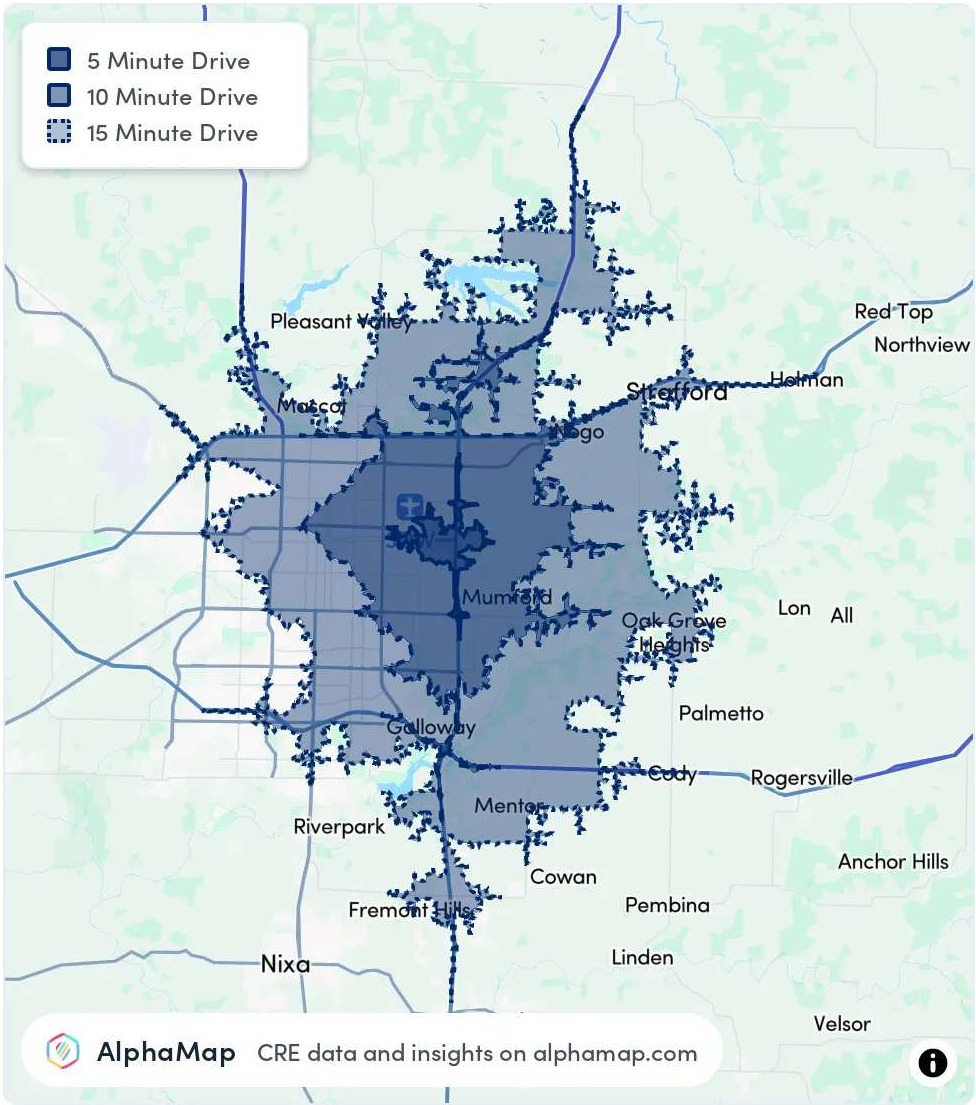 5 Minute Drive
10 Minute Drive
15 Minute Drive
Red Top
Pleasant Valley
Northview
Holman
Strafford
Mascot
Nogo
Mumford
Lon
All
Oak Grove
Heights
Palmetto
Galloway
Cody
Rogersville
Mentor
Riverpark
Anchor Hills
Cowan
Pembina
Fremont Hills
Linden
Nixa
Velsor
AlphaMap
CRE data and insights on alphamap.com